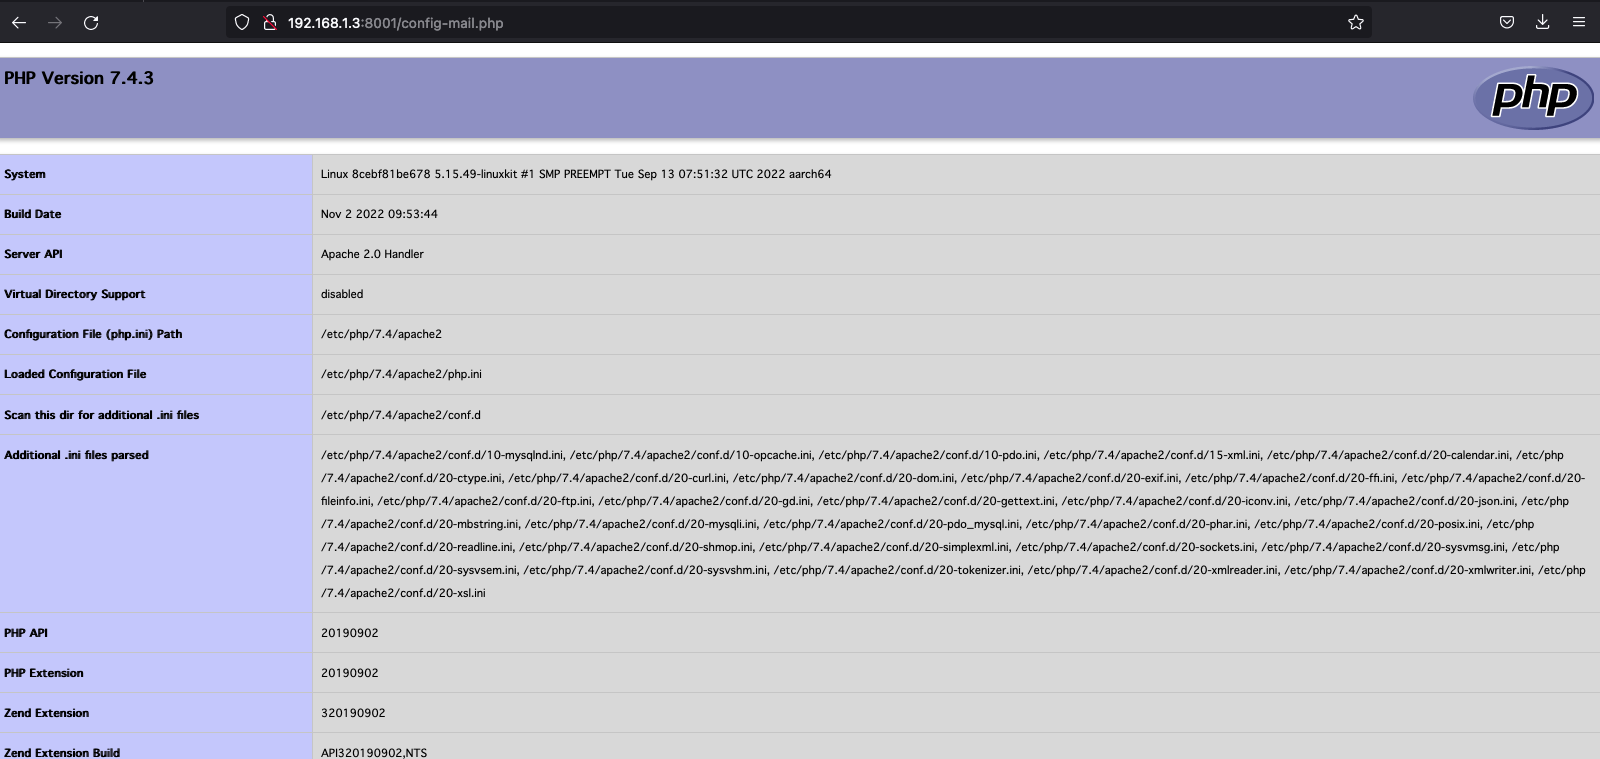 192.168.1.3:8001/config-mail.php
PHP Version 7.4.3
php
System Linux 8cebf81be678 5.15.49-linuxkit #1 SMP PREEMPT Tue Sep 13 07:51:32 UTC 2022 aarch64
Build Date Nov 2 2022 09:53:44
Server API Apache 2.0 Handler
Virtual Directory Support disabled
Configuration File (php.ini) Path /etc/php/7.4/apache2
Loaded Configuration File /etc/php/7.4/apache2/php.ini
Scan this dir for additional .ini files /etc/php/7.4/apache2/conf.d
Additional .ini files parsed /etc/php/7.4/apache2/conf.d/10-mysqlnd.ini, /etc/php/7.4/apache2/conf.d/10-opcache.ini, /etc/php/7.4/apache2/conf.d/10-pdo.ini, /etc/php/7.4/apache2/conf.d/15-xml.ini, /etc/php/7.4/apache2/conf.d/20-calendar.ini, /etc/php
/7.4/apache2/conf.d/20-ctype.ini, /etc/php/7.4/apache2/conf.d/20-curl.ini, /etc/php/7.4/apache2/conf.d/20-dom.ini, /etc/php/7.4/apache2/conf.d/20-exif.ini, /etc/php/7.4/apache2/conf.d/20-ffi.ini, /etc/php/7.4/apache2/conf.d/20-
fileinfo.ini, /etc/php/7.4/apache2/conf.d/20-ftp.ini, /etc/php/7.4/apache2/conf.d/20-gd.ini, /etc/php/7.4/apache2/conf.d/20-gettext.ini, /etc/php/7.4/apache2/conf.d/20-iconv.ini, /etc/php/7.4/apache2/conf.d/20-json.ini, /etc/php
/7.4/apache2/conf.d/20-mbstring.ini, /etc/php/7.4/apache2/conf.d/20-mysqli.ini, /etc/php/7.4/apache2/conf.d/20-pdo_mysql.ini, /etc/php/7.4/apache2/conf.d/20-phar.ini, /etc/php/7.4/apache2/conf.d/20-posix.ini, /etc/php
/7.4/apache2/conf.d/20-readline.ini, /etc/php/7.4/apache2/conf.d/20-shmop.ini, /etc/php/7.4/apache2/conf.d/20-simplexml.ini, /etc/php/7.4/apache2/conf.d/20-sockets.ini, /etc/php/7.4/apache2/conf.d/20-sysvmsg.ini, /etc/php
/7.4/apache2/conf.d/20-sysvsem.ini, /etc/php/7.4/apache2/conf.d/20-sysvshm.ini, /etc/php/7.4/apache2/conf.d/20-tokenizer.ini, /etc/php/7.4/apache2/conf.d/20-xmlreader.ini, /etc/php/7.4/apache2/conf.d/20-xmlwriter.ini, /etc/php
/7.4/apache2/conf.d/20-xsl.ini
PHP API 20190902
PHP Extension 20190902
Zend Extension 320190902
Zend Extension Build API320190902,NTS